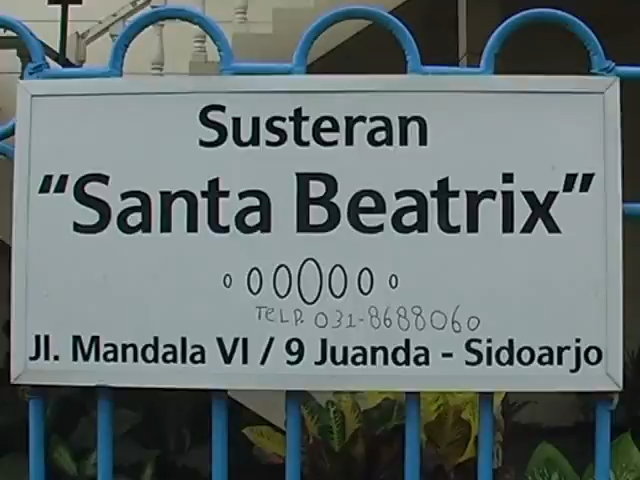 Susteran
"Santa Beatrix"
TELP. 031-8688060
Jl. Mandala VI / 9 Juanda - Sidoarjo